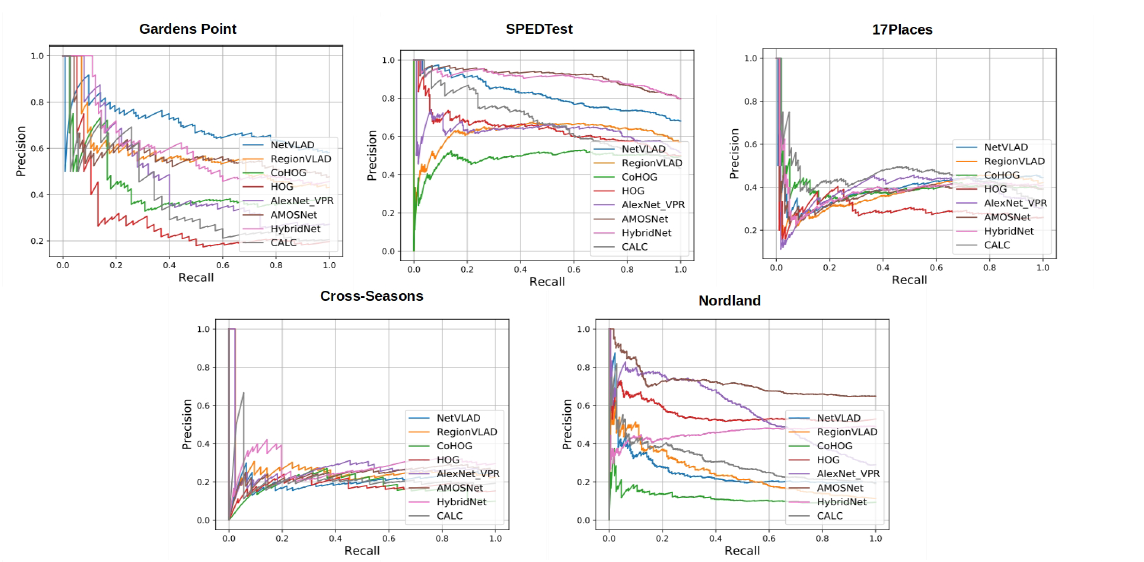 Gardens Point
1.0
0.8
0.6
0.4
0.2
Precision
NetVLAD
RegionVLAD
CoHOG
HOG
AlexNet_VPR
AMOSNet
HybridNet
CALC
0.0 0.2 0.4 0.6 0.8 1.0
Recall
SPEDTest
1.0
0.8
0.6
0.4
0.2
0.0
Precision
NetVLAD
RegionVLAD
CoHOG
HOG
AlexNet_VPR
AMOSNet
HybridNet
CALC
0.0 0.2 0.4 0.6 0.8 1.0
Recall
17Places
1.0
0.8
0.6
0.4
0.2
Precision
NetVLAD
RegionVLAD
CoHOG
HOG
AlexNet_VPR
AMOSNet
HybridNet
CALC
0.0 0.2 0.4 0.6 0.8 1.0
Recall
Cross-Seasons
1.0
0.8
0.6
0.4
0.2
0.0
Precision
NetVLAD
RegionVLAD
CoHOG
HOG
AlexNet_VPR
AMOSNet
HybridNet
CALC
0.0 0.2 0.4 0.6 0.8 1.0
Recall
Nordland
1.0
0.8
0.6
0.4
0.2
0.0
Precision
NetVLAD
RegionVLAD
CoHOG
HOG
AlexNet_VPR
AMOSNet
HybridNet
CALC
0.0 0.2 0.4 0.6 0.8 1.0
Recall